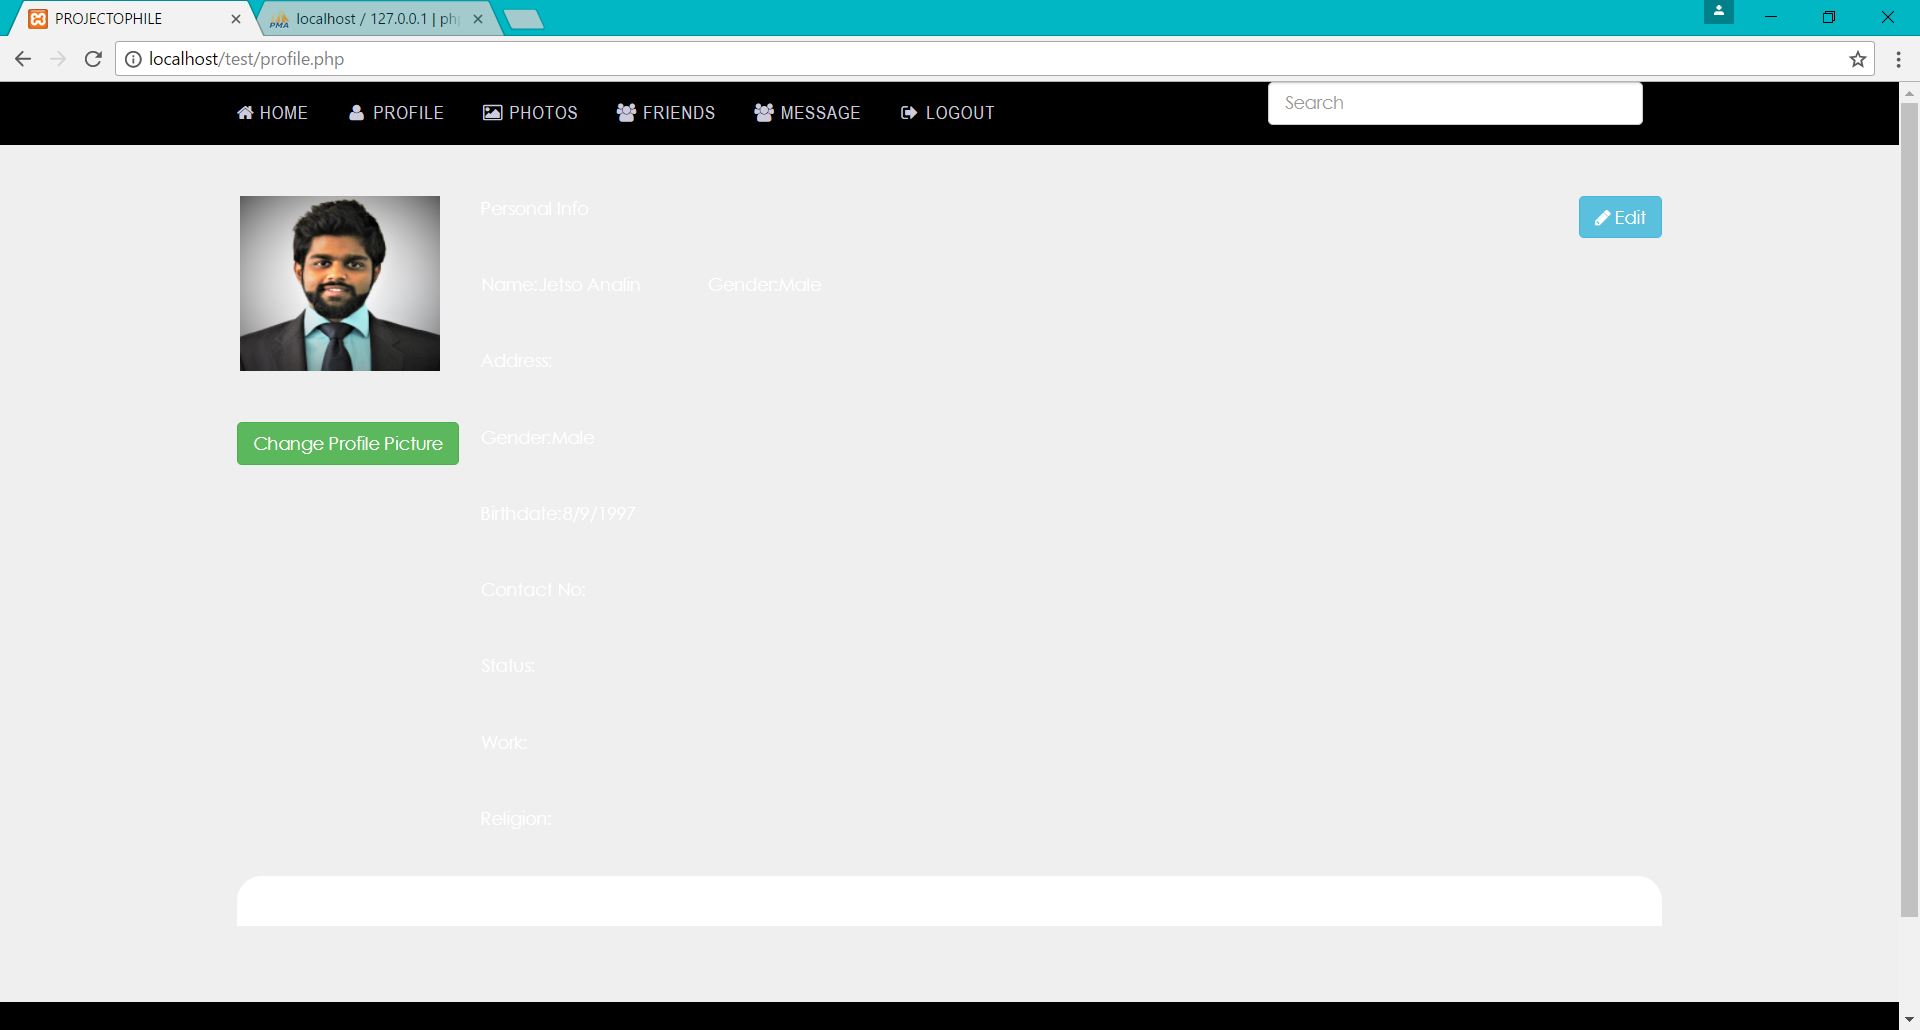 PROJECTOPHILE
PMA localhost / 127.0.0.1 | ph
localhost/test/profile.php
HOME PROFILE PHOTOS FRIENDS MESSAGE LOGOUT Search
Personal Info
Edit
Name:Jetso Analin Gender:Male
Address:
Change Profile Picture
Gender:Male
Birthdate:8/9/1997
Contact No:
Status:
Work:
Religion: